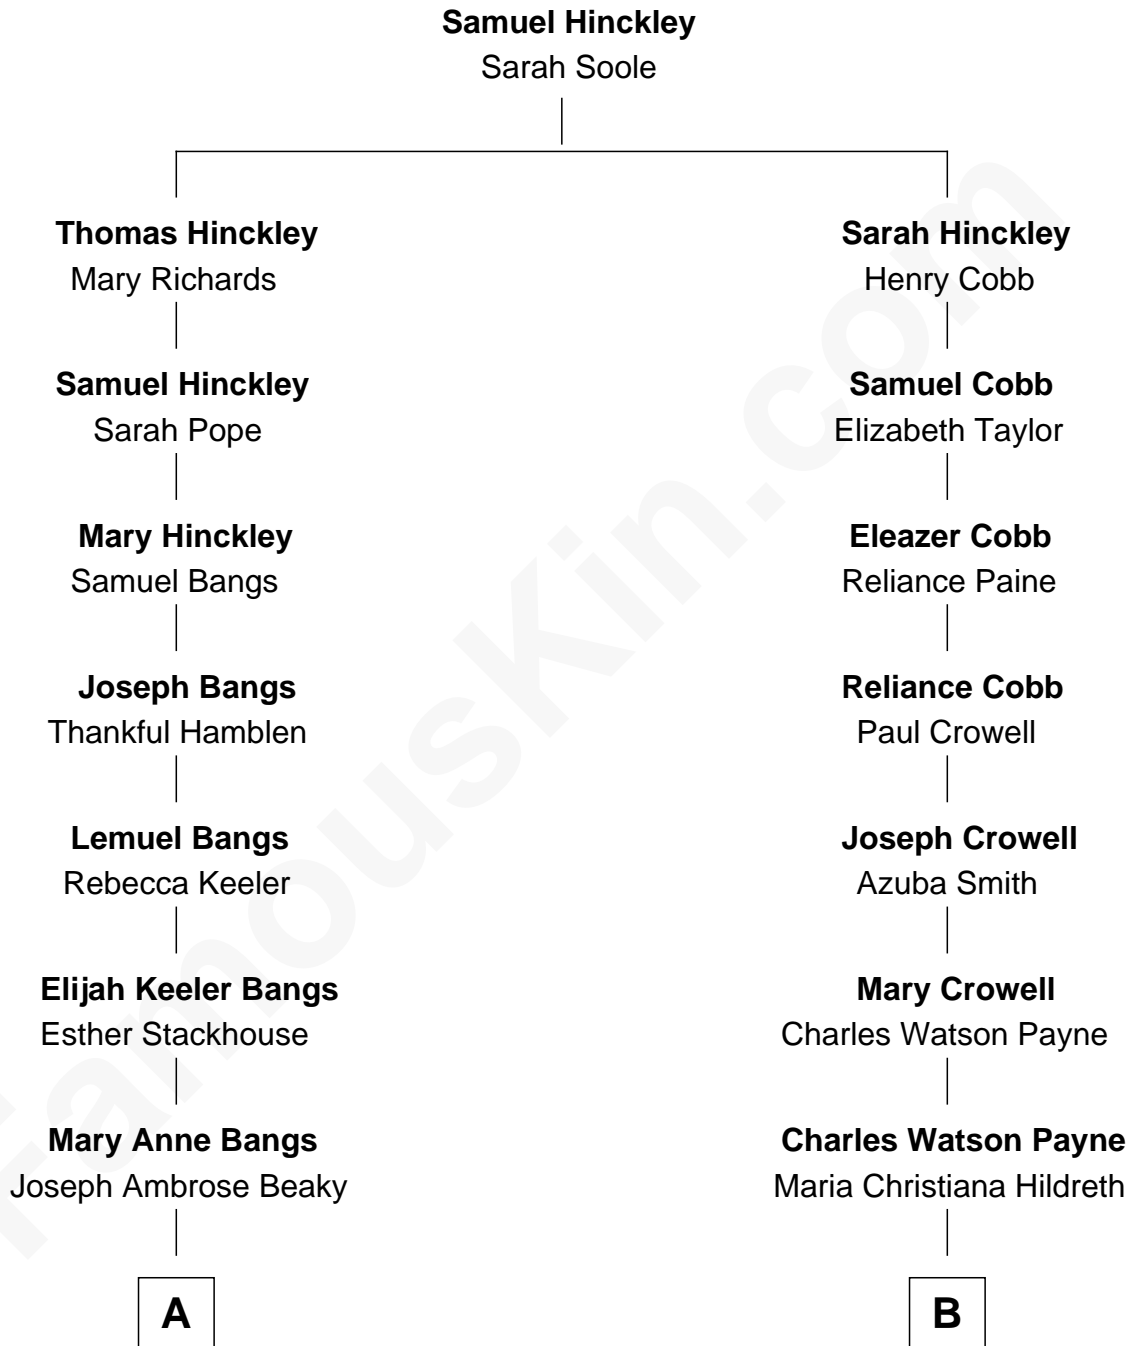 Samuel Hinckley
Sarah Soole
Thomas Hinckley
Mary Richards
Samuel Hinckley
Sarah Pope
Mary Hinckley
Samuel Bangs
Joseph Bangs
Thankful Hamblen
Lemuel Bangs
Rebecca Keeler
Elijah Keeler Bangs
Esther Stackhouse
Mary Anne Bangs
Joseph Ambrose Beaky
A
Sarah Hinckley
Henry Cobb
Samuel Cobb
Elizabeth Taylor
Eleazer Cobb
Reliance Paine
Reliance Cobb
Paul Crowell
Joseph Crowell
Azuba Smith
Mary Crowell
Charles Watson Payne
Charles Watson Payne
Maria Christiana Hildreth
B
FamousKin.com